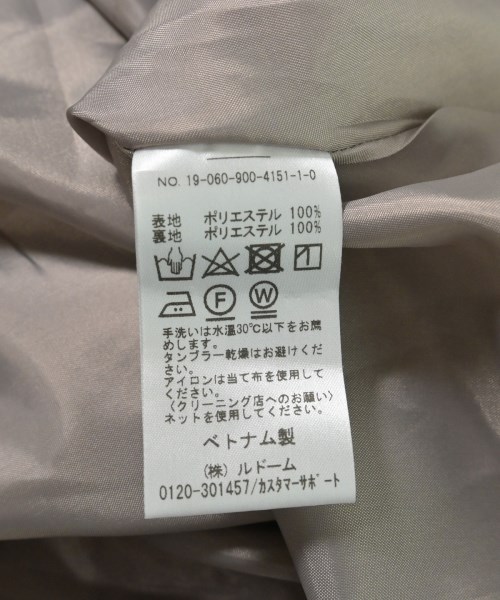 NO. 19-060-900-4151-1-0
表地 ポリエステル 100%
裏地 ポリエステル 100%
F W
手洗いは水温30℃以下をお薦
めします。
タンブラー乾燥はお避けくだ
さい。
アイロンは当て布を使用して
ください。
〈クリーニング店へのお願い〉
ネットを使用してください。
ベトナム製
(株) ルドーム
0120-301457/カスタマーサポート